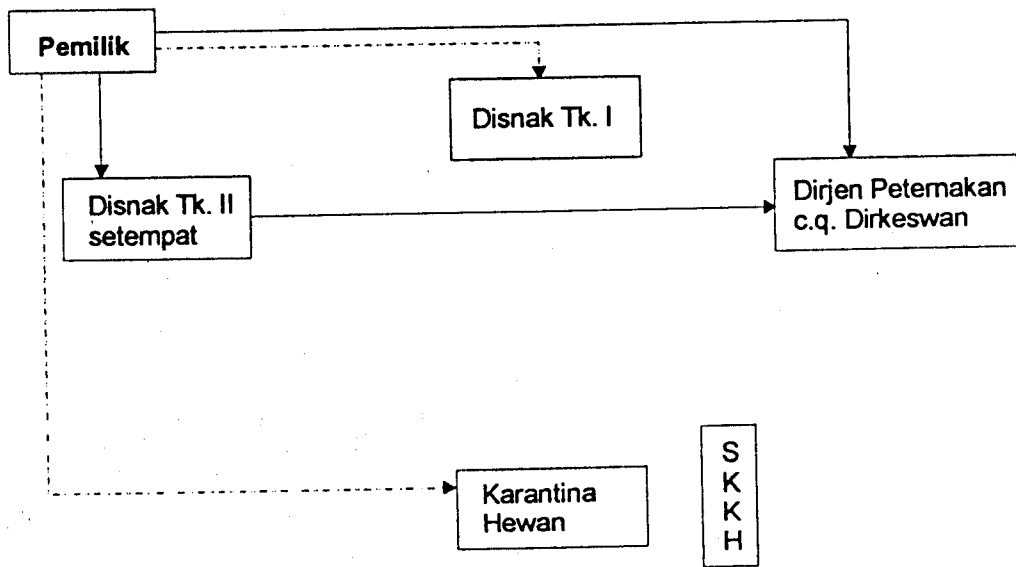 Pemilik
Disnak Tk. I
Disnak Tk. II
setempat
Dirjen Peternakan
c.q. Dirkeswan
Karantina
Hewan
S
K
K
H